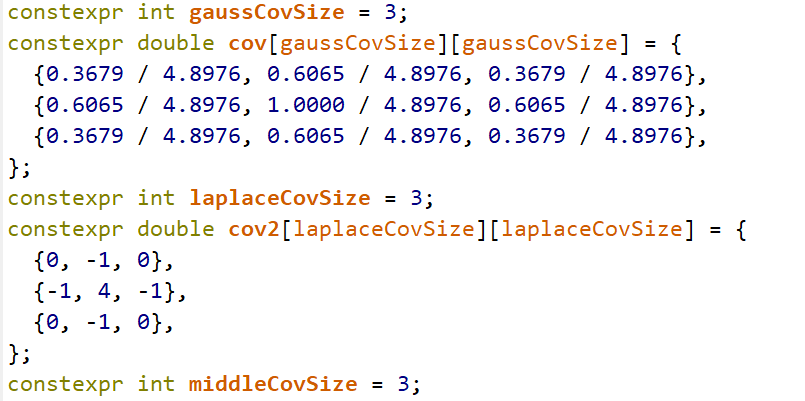 constexpr int gaussCovSize = 3;
constexpr double cov[gaussCovSize][gaussCovSize] = {
  {0.3679 / 4.8976, 0.6065 / 4.8976, 0.3679 / 4.8976},
  {0.6065 / 4.8976, 1.0000 / 4.8976, 0.6065 / 4.8976},
  {0.3679 / 4.8976, 0.6065 / 4.8976, 0.3679 / 4.8976},
};
constexpr int laplaceCovSize = 3;
constexpr double cov2[laplaceCovSize][laplaceCovSize] = {
  {0, -1, 0},
  {-1, 4, -1},
  {0, -1, 0},
};
constexpr int middleCovSize = 3;